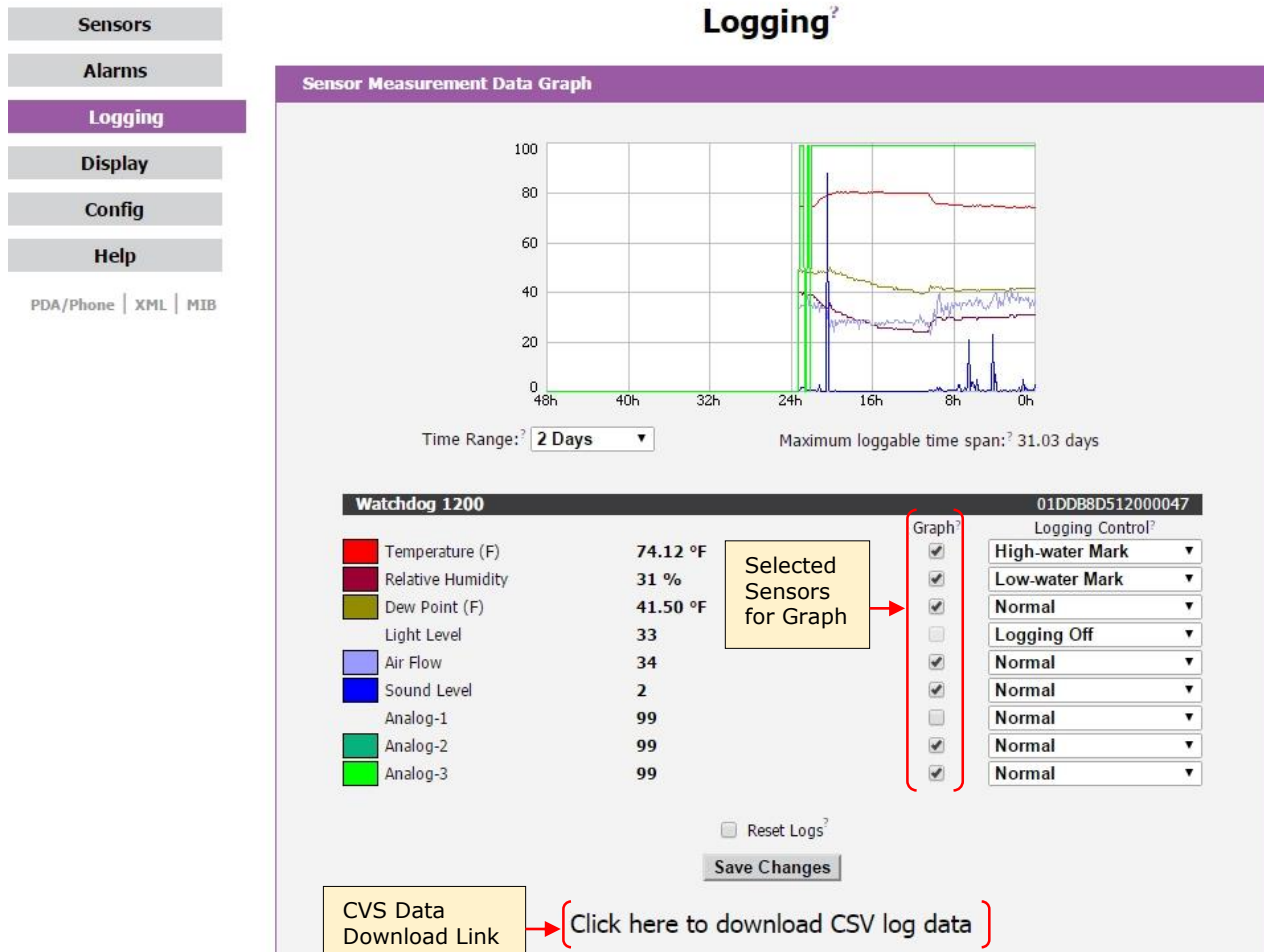 Sensors
Alarms
Logging
Display
Config
Help
PDA/Phone | XML | MIB
Logging?
Sensor Measurement Data Graph
100
80
60
40
20
0
48h 40h 32h 24h 16h 8h 0h
Time Range:? 2 Days Maximum loggable time span:? 31.03 days
Watchdog 1200 01DDB8D512000047
Graph? Logging Control?
Temperature (F) 74.12 °F High-water Mark
Relative Humidity 31 % Low-water Mark
Dew Point (F) 41.50 °F Normal
Light Level 33 Logging Off
Air Flow 34 Normal
Sound Level 2 Normal
Analog-1 99 Normal
Analog-2 99 Normal
Analog-3 99 Normal
Selected
Sensors
for Graph
Reset Logs?
Save Changes
CVS Data
Download Link
Click here to download CSV log data